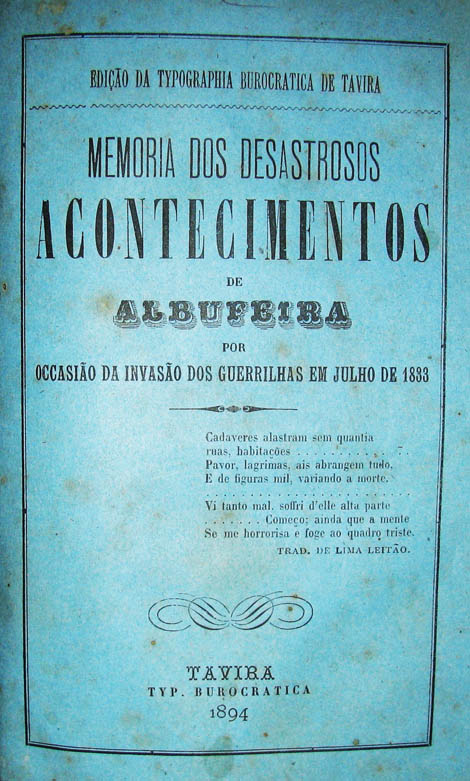 EDIÇÃO DA TYPOGRAPHIA BUROCRATICA DE TAVIRA
MEMORIA DOS DESASTROSOS
ACONTECIMENTOS
DE
ALBUFEIRA
POR
OCCASIÃO DA INVASÃO DOS GUERRILHAS EM JULHO DE 1833
Cadaveres alastram sem quantia
ruas, habitações . . . . . . . . . . . .
Pavor, lagrimas, ais abrangem tudo,
E de figuras mil, variando a morte.
. . . . . . . . . . . . . . . . . . . . . . . .
Vi tanto mal, soffri d'elle alta parte
. . . . . . Começo; ainda que a mente
Se me horrorisa e foge ao quadro triste.
TRAD. DE LIMA LEITÃO.
TAVIRA
TYP. BUROCRATICA
1894